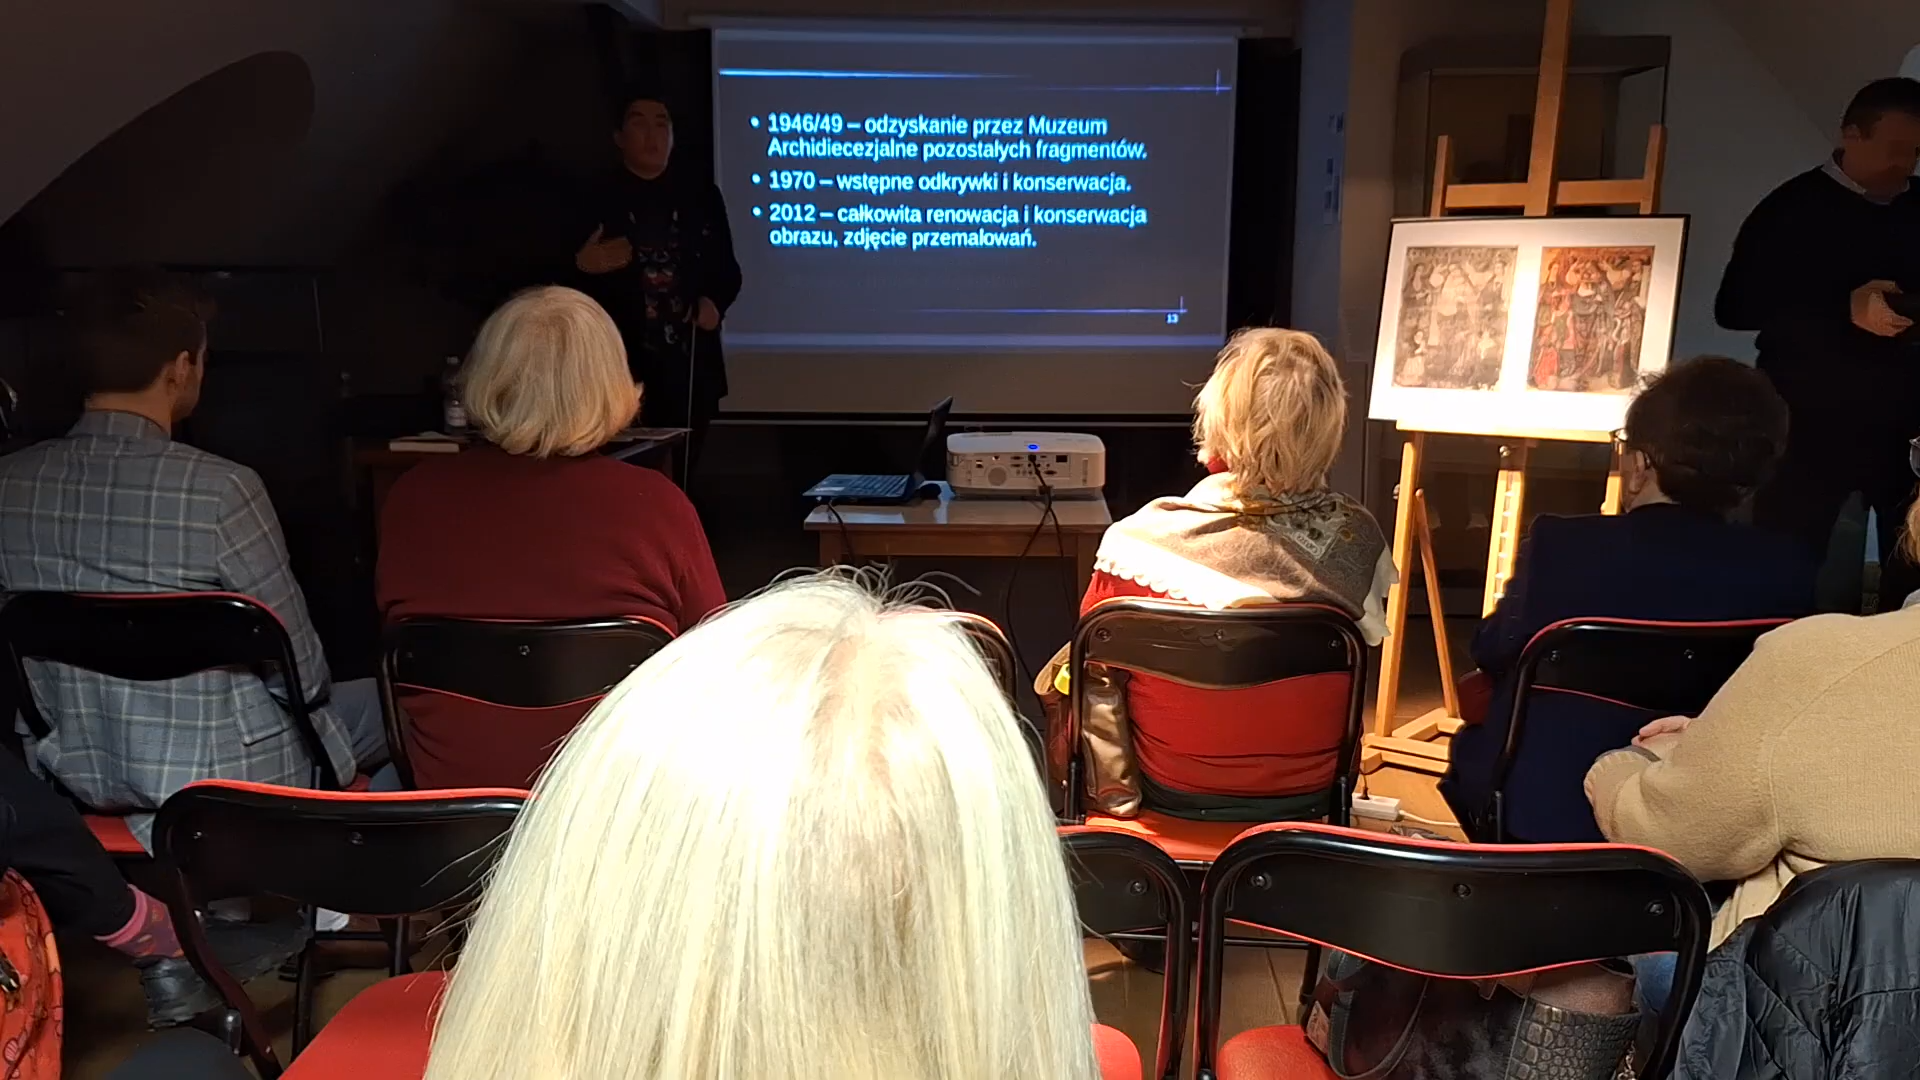 • 1946/49 – odzyskanie przez Muzeum
Archidiecezjalne pozostałych fragmentów.
• 1970 – wstępne odkrywki i konserwacja.
• 2012 – całkowita renowacja i konserwacja
obrazu, zdjęcie przemalowań.
13